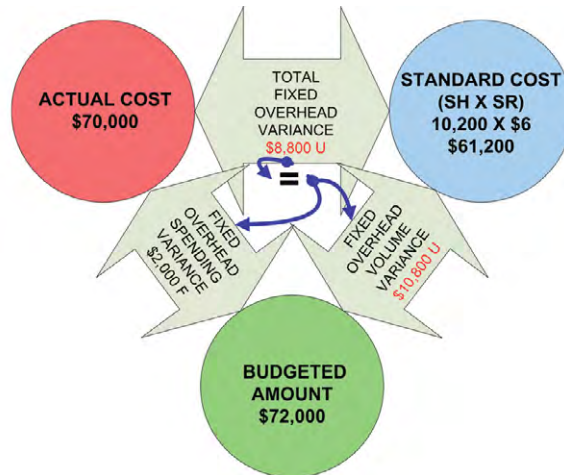 ACTUAL COST
$70,000
TOTAL
FIXED
OVERHEAD
VARIANCE
$8,800 U
STANDARD COST
(SH X SR)
10,200 X $6
$61,200
=
FIXED
OVERHEAD
SPENDING
VARIANCE
$2,000 F
FIXED
OVERHEAD
VOLUME
VARIANCE
$10,800 U
BUDGETED
AMOUNT
$72,000